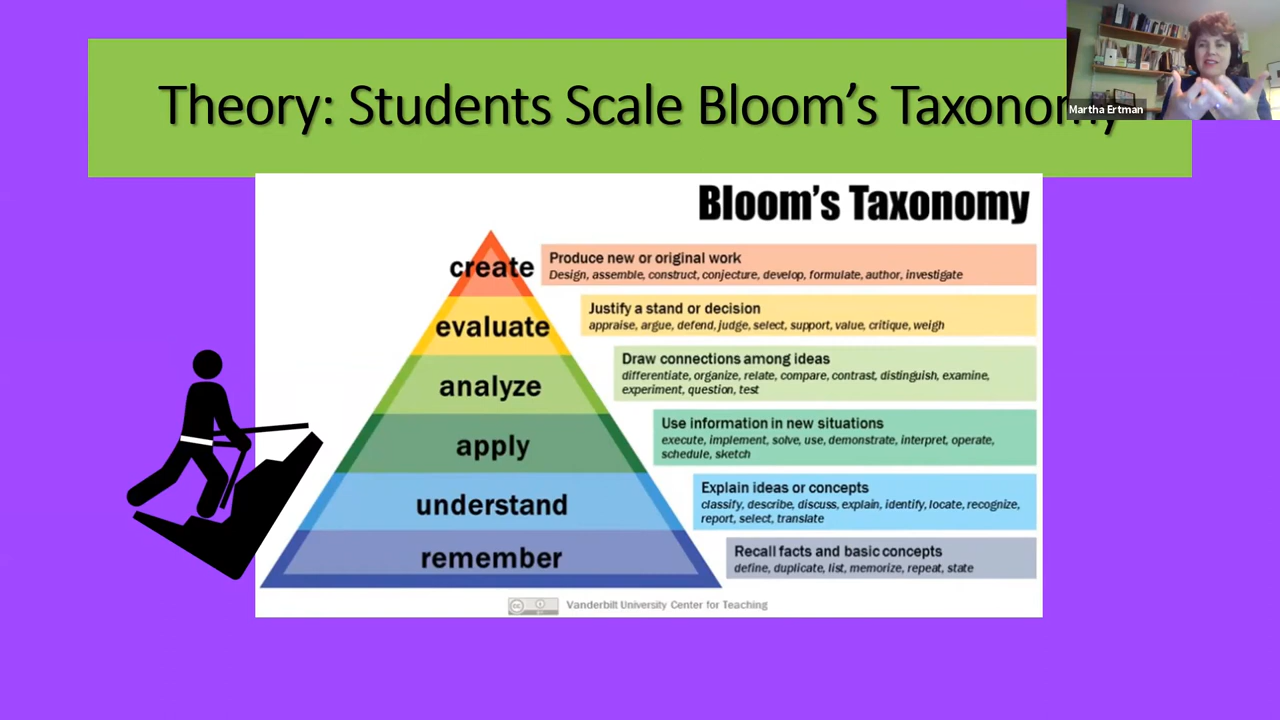 Theory: Students Scale Bloom's Taxonomy
Martha Ertman
Bloom's Taxonomy
create
Produce new or original work
Design, assemble, construct, conjecture, develop, formulate, author, investigate
evaluate
Justify a stand or decision
appraise, argue, defend, judge, select, support, value, critique, weigh
analyze
Draw connections among ideas
differentiate, organize, relate, compare, contrast, distinguish, examine,
experiment, question, test
apply
Use information in new situations
execute, implement, solve, use, demonstrate, interpret, operate,
schedule, sketch
understand
Explain ideas or concepts
classify, describe, discuss, explain, identify, locate, recognize,
report, select, translate
remember
Recall facts and basic concepts
define, duplicate, list, memorize, repeat, state
cc
Vanderbilt University Center for Teaching